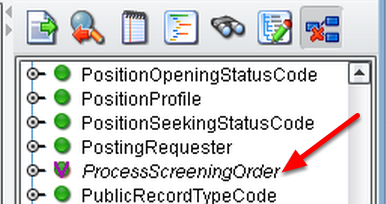 PositionOpeningStatusCode
PositionProfile
PositionSeekingStatusCode
PostingRequester
ProcessScreeningOrder
PublicRecordTypeCode